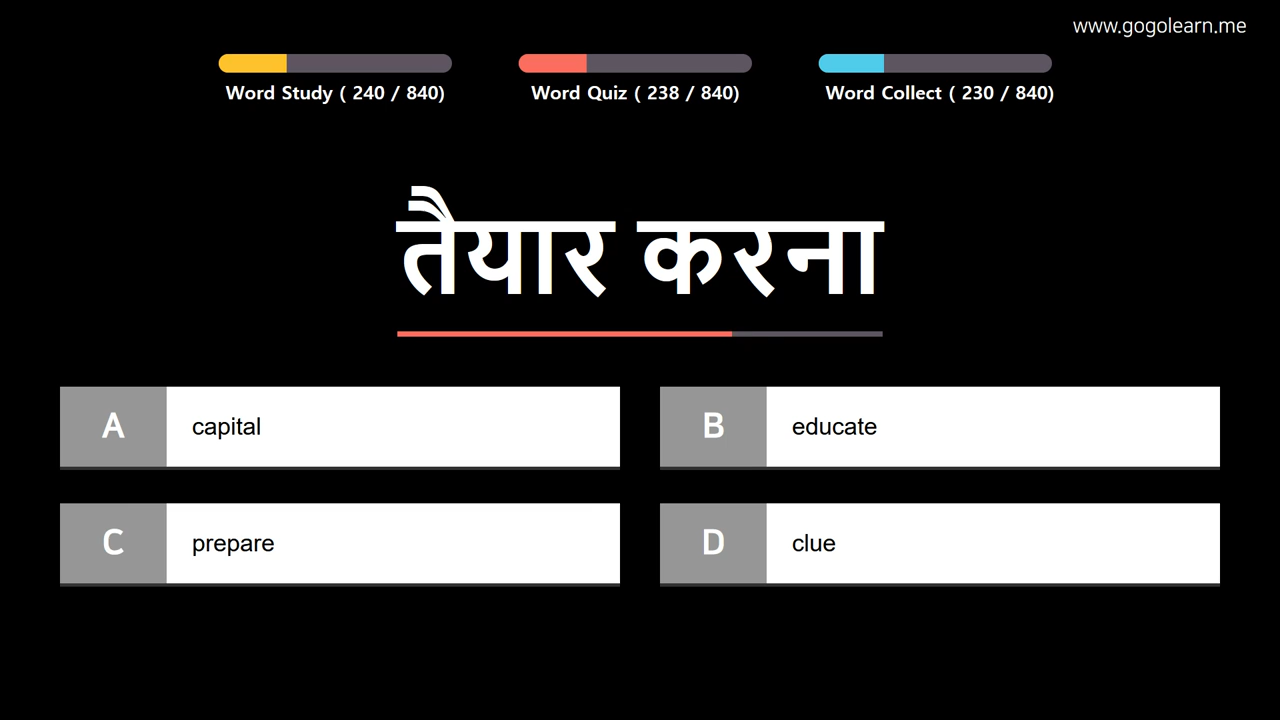 www.gogolearn.me
Word Study ( 240 / 840)
Word Quiz ( 238 / 840)
Word Collect ( 230 / 840)
तैयार करना
A capital
B educate
C prepare
D clue